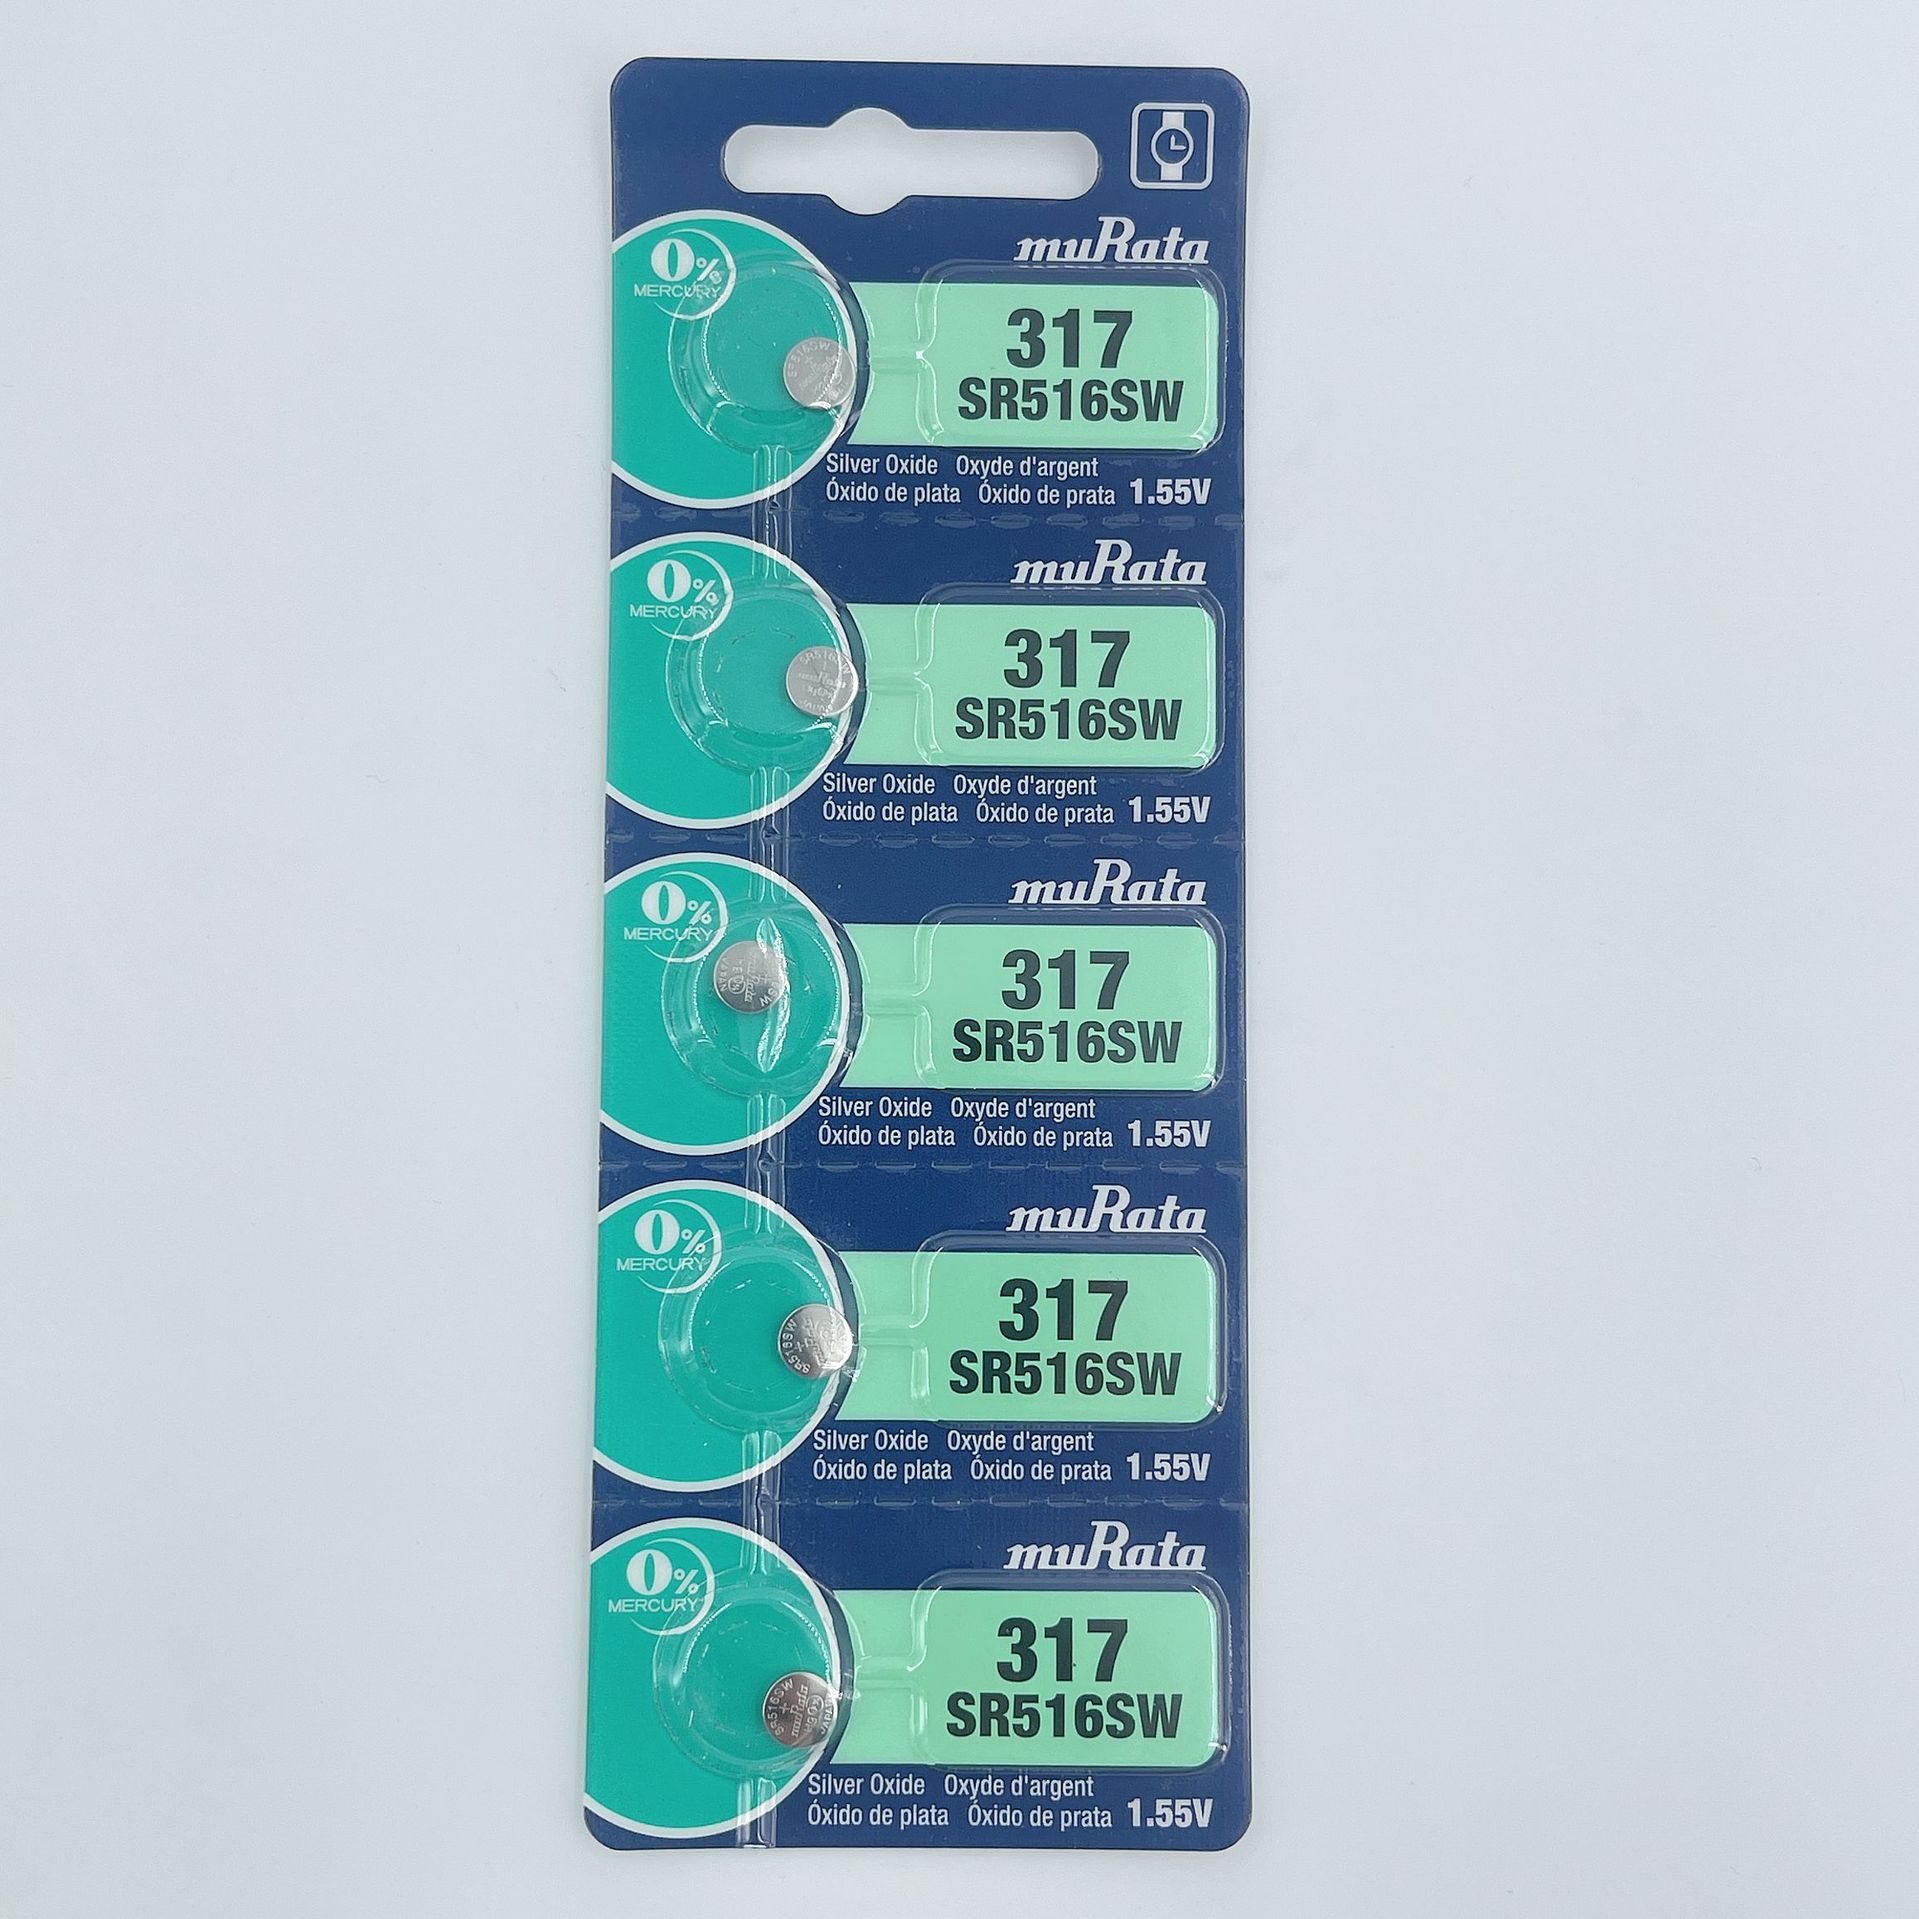 muRata
0%
MERCURY
317
SR516SW
Silver Oxide Oxyde d'argent
Óxido de plata Óxido de prata 1.55V
muRata
0%
MERCURY
317
SR516SW
Silver Oxide Oxyde d'argent
Óxido de plata Óxido de prata 1.55V
muRata
0%
MERCURY
317
SR516SW
Silver Oxide Oxyde d'argent
Óxido de plata Óxido de prata 1.55V
muRata
0%
MERCURY
317
SR516SW
Silver Oxide Oxyde d'argent
Óxido de plata Óxido de prata 1.55V
muRata
0%
MERCURY
317
SR516SW
Silver Oxide Oxyde d'argent
Óxido de plata Óxido de prata 1.55V